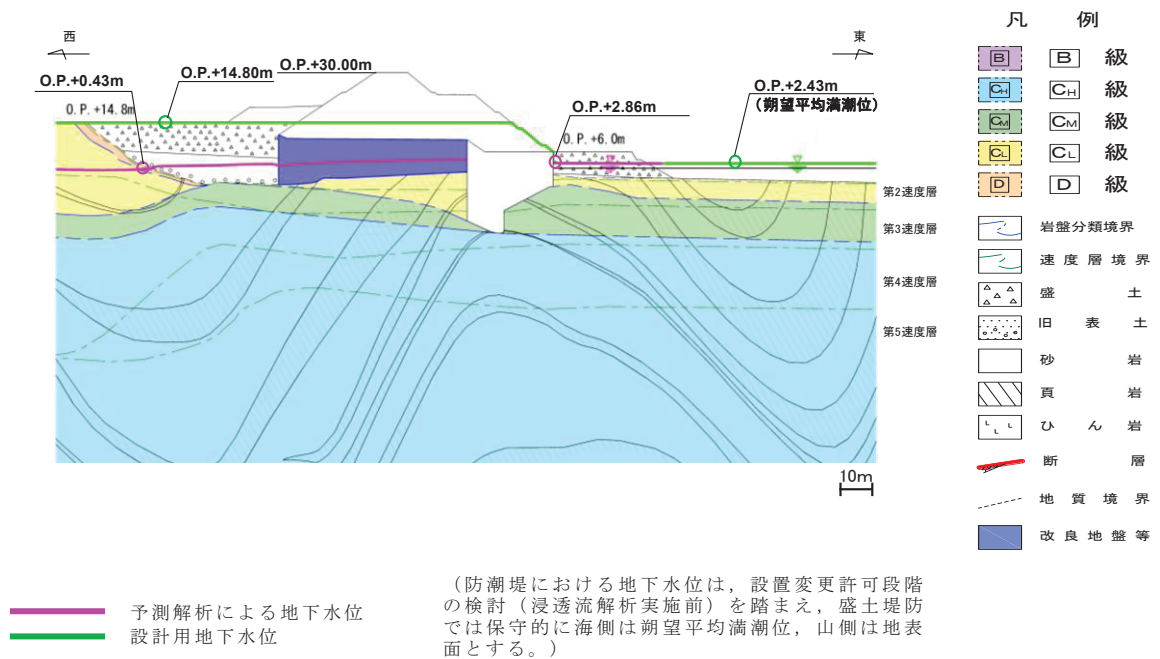 西
東
O.P.+30.00m
O.P.+14.80m
O.P.+0.43m
O.P.+14.8m
O.P.+2.43m
(朔望平均満潮位)
O.P.+2.86m
O.P.+6.0m
第2速度層
第3速度層
第4速度層
第5速度層
10m
凡 例
B B 級
CH CH 級
CM CM 級
CL CL 級
D D 級
岩盤分類境界
速度層境界
盛土
旧表土
砂岩
頁岩
ひん岩
断層
地質境界
改良地盤等
予測解析による地下水位
設計用地下水位
(防潮堤における地下水位は,設置変更許可段階
の検討(浸透流解析実施前)を踏まえ,盛土堤防
では保守的に海側は朔望平均満潮位,山側は地表
面とする。)